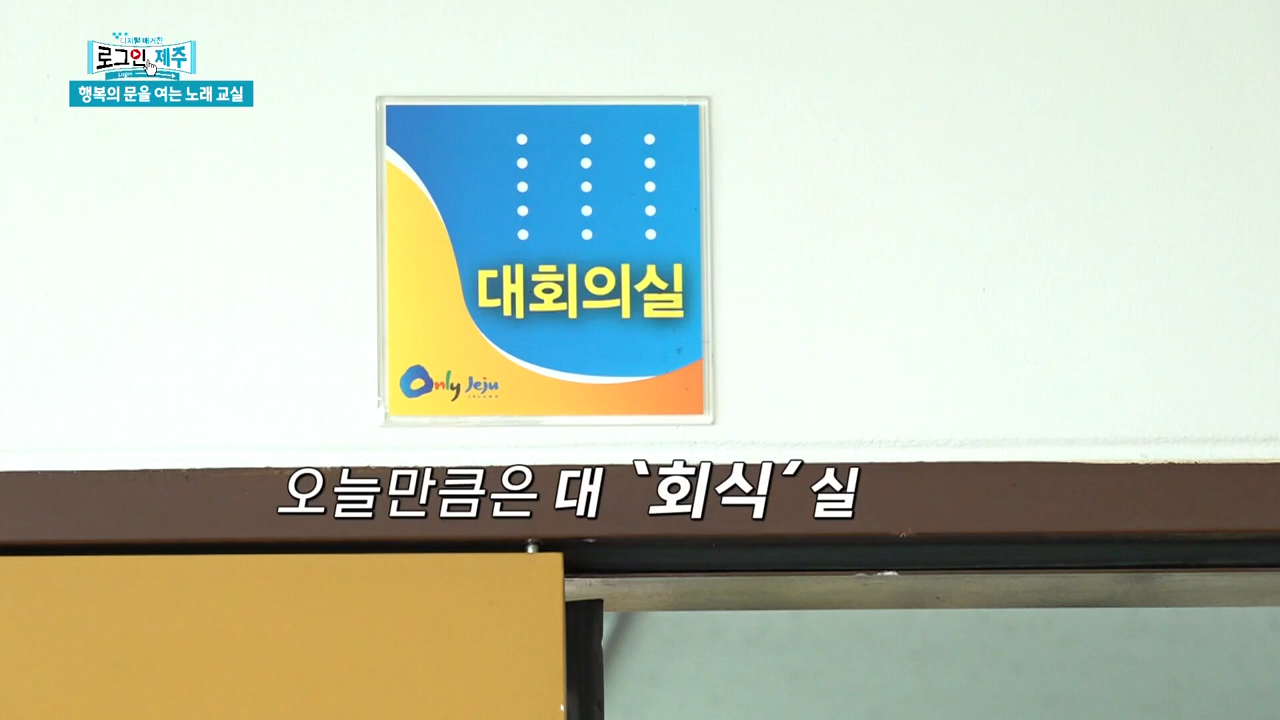 디지털 매거진
로그인 제주
Login
행복의 문을 여는 노래 교실
대회의실
Only Jeju
ISLAND
오늘만큼은 대 '회식' 실